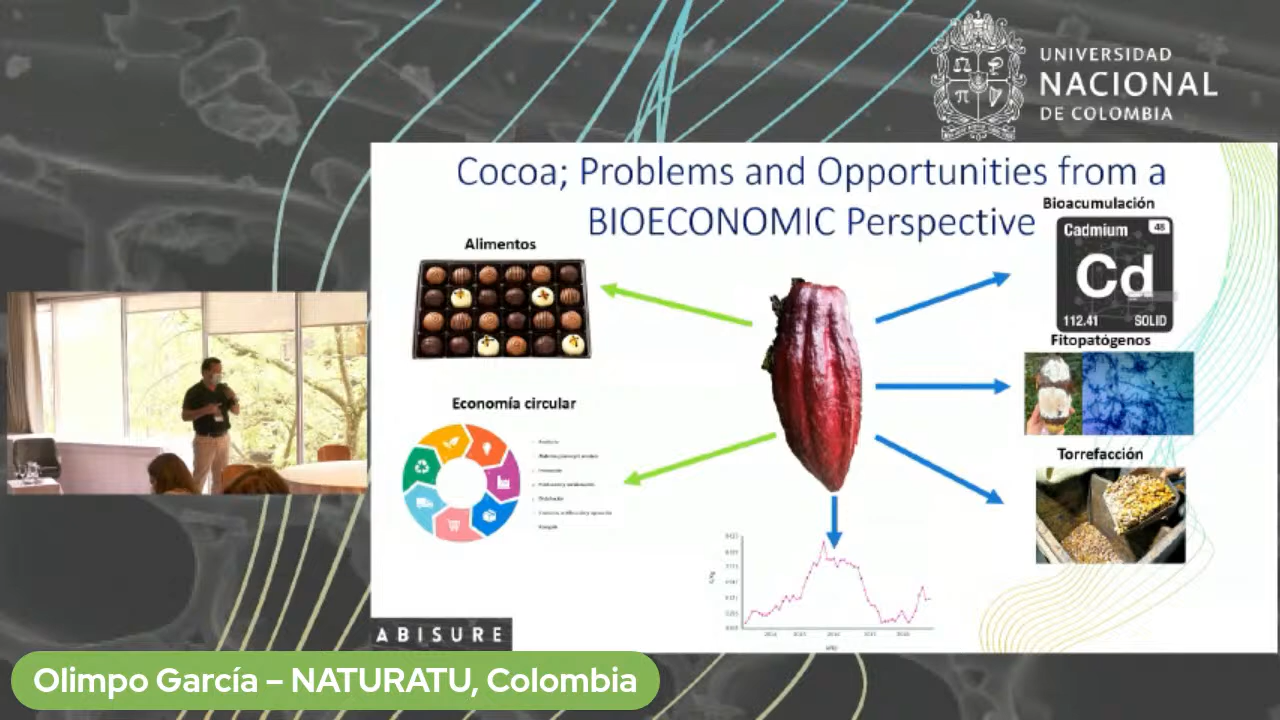 UNIVERSIDAD
NACIONAL
DE COLOMBIA
Cocoa; Problems and Opportunities from a
BIOECONOMIC Perspective
Bioacumulación
Cadmium 48
Cd
112.41 SOLID
Alimentos
Fitopatógenos
Economía circular
Torrefacción
ABISURE
Olimpo García – NATURATU, Colombia